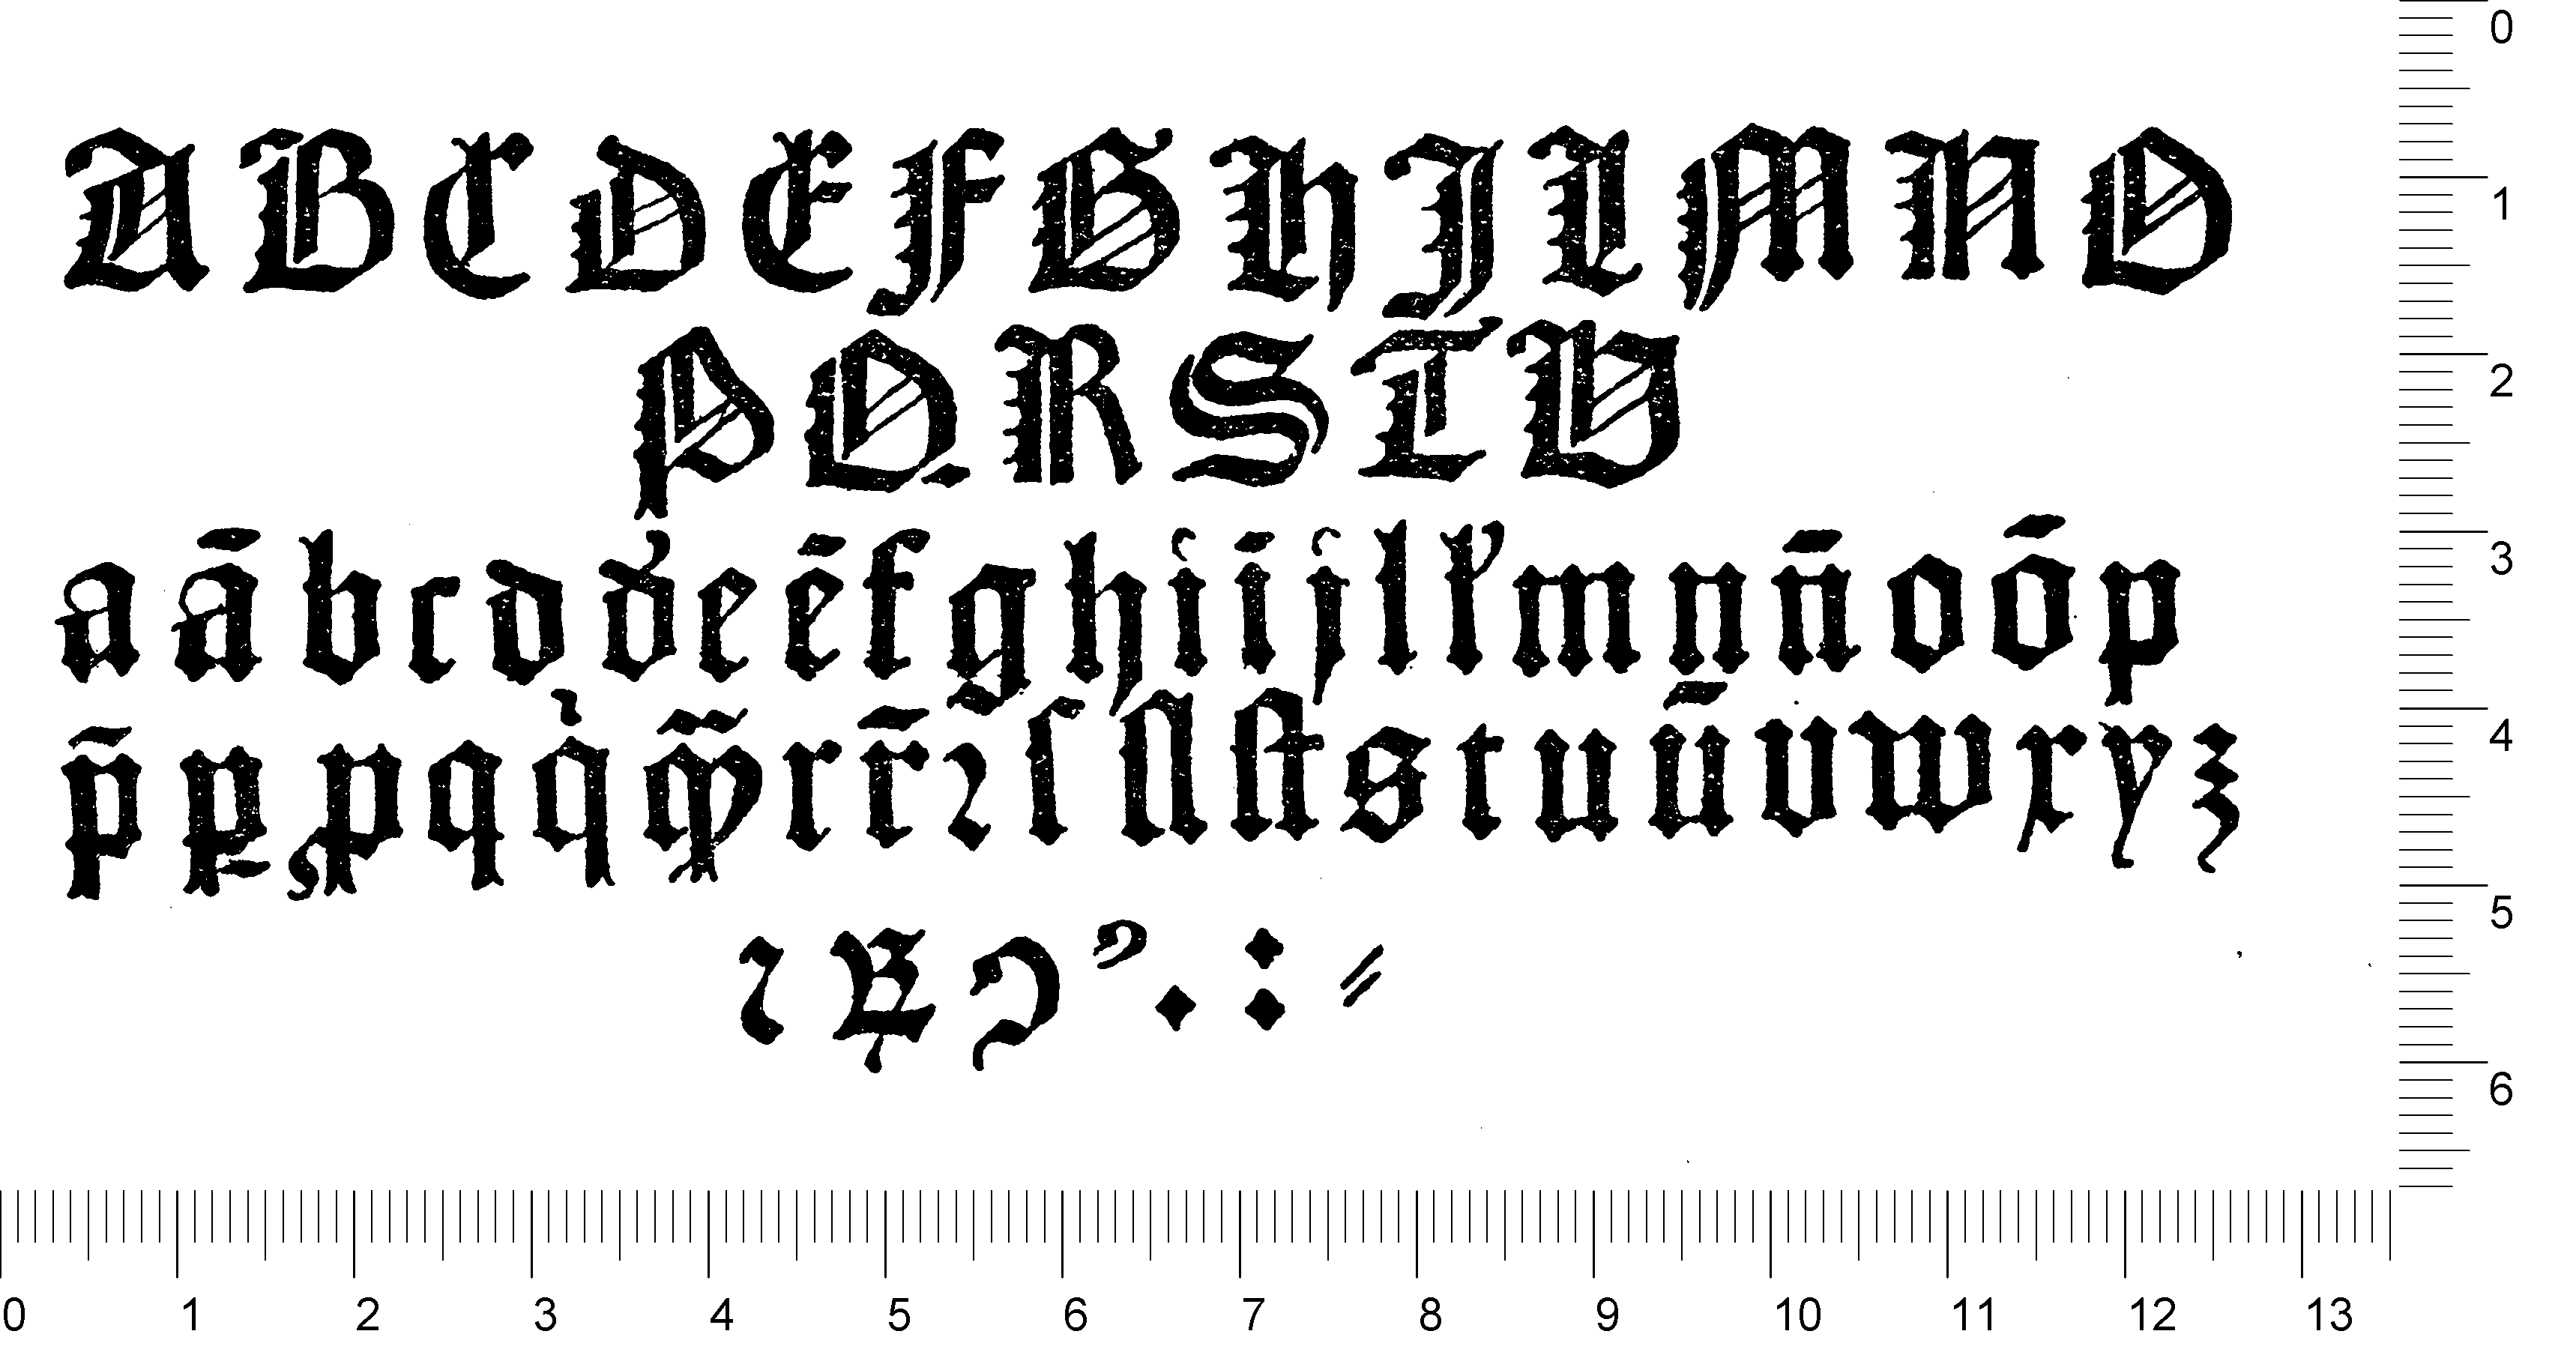 A B C D E F G H J L M N O
P Q R S T V
a ā b c d d' e ē f g h i ī j l lꝰ m n n̄ o ō p
p̄ ꝑ ꝓ q q̓ q̃ꝫ r r̄ ꝛ ſ ſſ ſt s t u ū v w x y z
ꝛ ꝶ Ɔ ꝰ . : ⸗
0
1
2
3
4
5
6
0 1 2 3 4 5 6 7 8 9 10 11 12 13